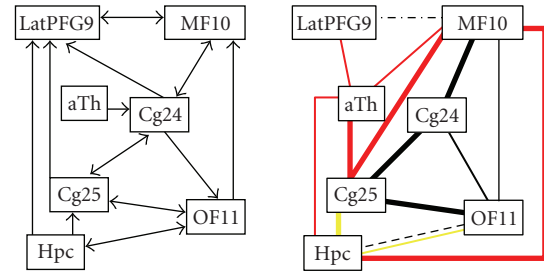 LatPFG9 MF10
aTh
Cg24
Cg25
OF11
Hpc
LatPFG9 MF10
aTh
Cg24
Cg25
OF11
Hpc